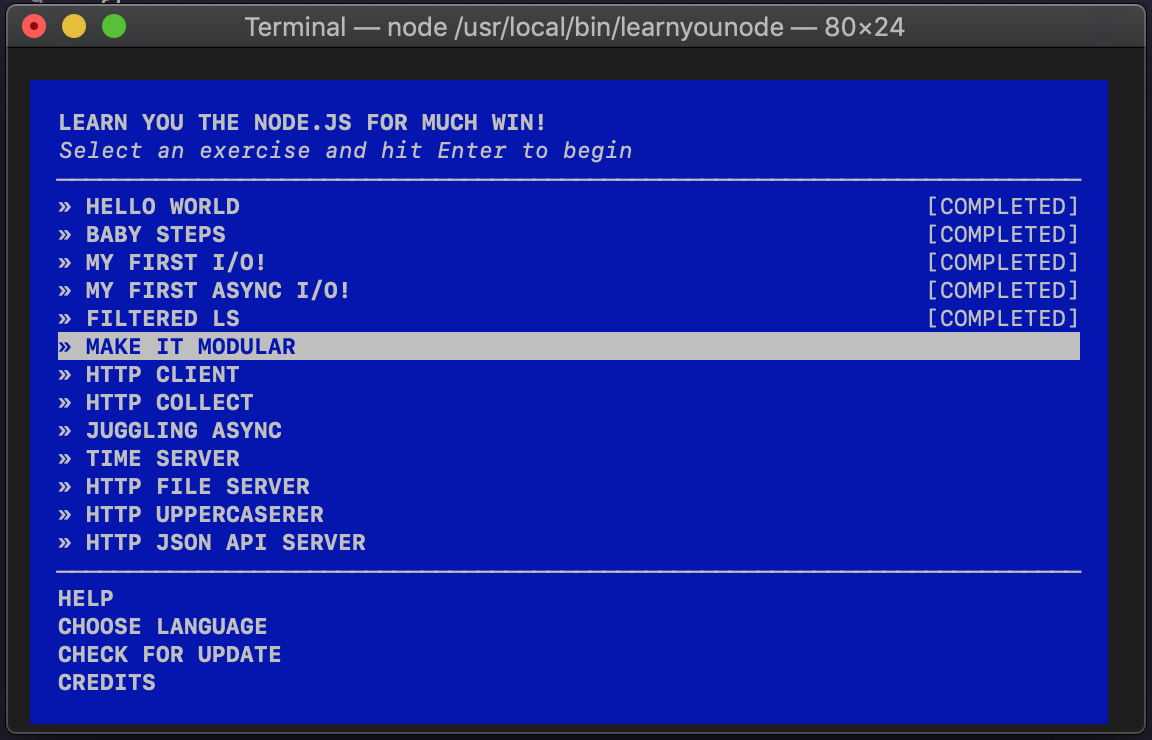 Terminal — node /usr/local/bin/learnyounode — 80×24
LEARN YOU THE NODE.JS FOR MUCH WIN!
Select an exercise and hit Enter to begin
» HELLO WORLD [COMPLETED]
» BABY STEPS [COMPLETED]
» MY FIRST I/O! [COMPLETED]
» MY FIRST ASYNC I/O! [COMPLETED]
» FILTERED LS [COMPLETED]
» MAKE IT MODULAR
» HTTP CLIENT
» HTTP COLLECT
» JUGGLING ASYNC
» TIME SERVER
» HTTP FILE SERVER
» HTTP UPPERCASERER
» HTTP JSON API SERVER
HELP
CHOOSE LANGUAGE
CHECK FOR UPDATE
CREDITS